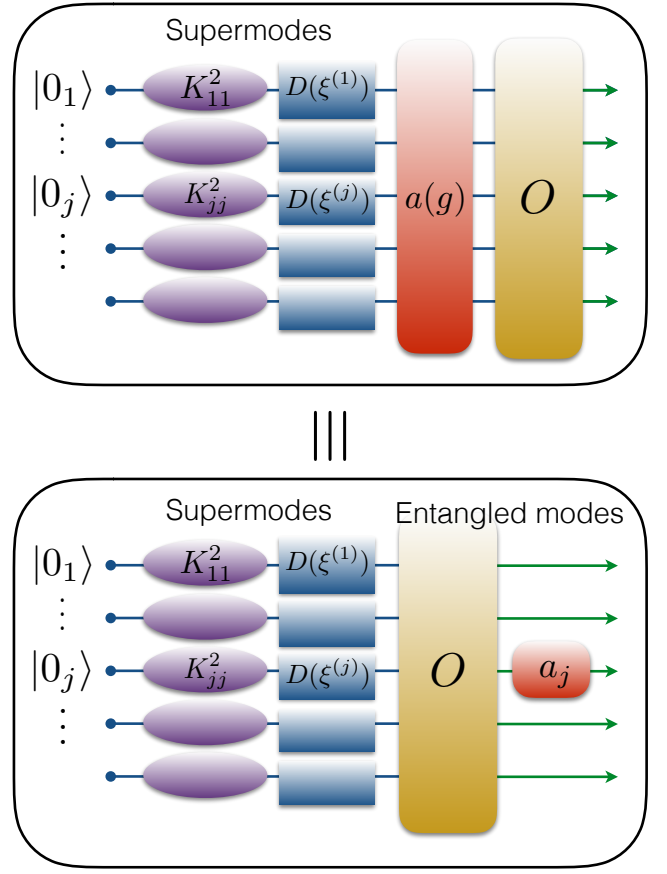 Supermodes
|0₁⟩ K²₁₁ D(ξ⁽¹⁾)
⋮
|0ⱼ⟩ K²ⱼⱼ D(ξ⁽ʲ⁾) a(g) O
⋮
|||
Supermodes Entangled modes
|0₁⟩ K²₁₁ D(ξ⁽¹⁾)
⋮
|0ⱼ⟩ K²ⱼⱼ D(ξ⁽ʲ⁾) O aⱼ
⋮